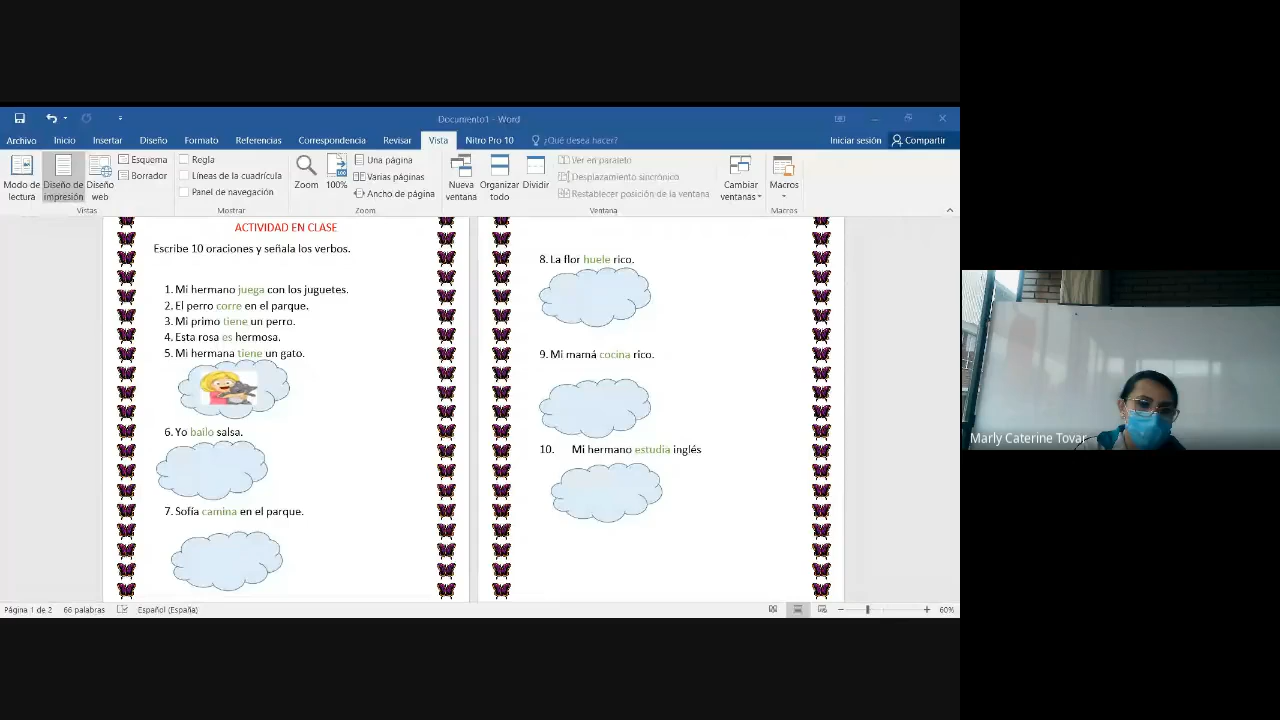 Documento1 - Word
Archivo Inicio Insertar Diseño Formato Referencias Correspondencia Revisar Vista Nitro Pro 10 ¿Qué desea hacer? Iniciar sesión Compartir
Modo de lectura
Diseño de impresión
Diseño web
Esquema
Borrador
Vistas
Regla
Líneas de la cuadrícula
Panel de navegación
Mostrar
Zoom
100%
Una página
Varias páginas
Ancho de página
Zoom
Nueva ventana
Organizar todo
Dividir
Ver en paralelo
Desplazamiento sincrónico
Restablecer posición de la ventana
Ventana
Cambiar ventanas
Macros
Macros
ACTIVIDAD EN CLASE
Escribe 10 oraciones y señala los verbos.
1. Mi hermano juega con los juguetes.
2. El perro corre en el parque.
3. Mi primo tiene un perro.
4. Esta rosa es hermosa.
5. Mi hermana tiene un gato.
6. Yo bailo salsa.
7. Sofía camina en el parque.
8. La flor huele rico.
9. Mi mamá cocina rico.
10. Mi hermano estudia inglés
Página 1 de 2 66 palabras Español (España) 60%
Marly Caterine Tovar